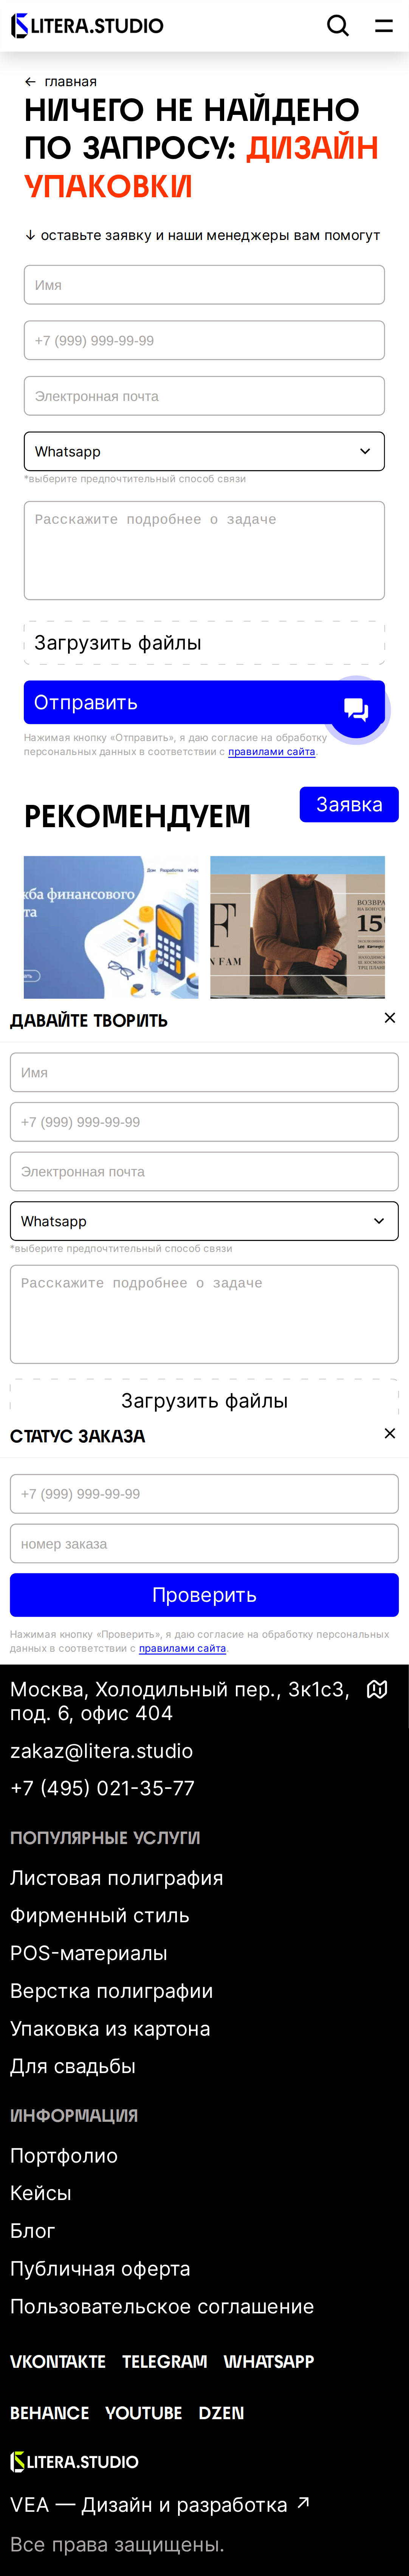 LITERA.STUDIO
← главная
НИЧЕГО НЕ НАЙДЕНО
ПО ЗАПРОСУ: ДИЗАЙН
УПАКОВКИ
↓ оставьте заявку и наши менеджеры вам помогут
Имя
+7 (999) 999-99-99
Электронная почта
Whatsapp
*выберите предпочтительный способ связи
Расскажите подробнее о задаче
Загрузить файлы
Отправить
Нажимая кнопку «Отправить», я даю согласие на обработку
персональных данных в соответствии с правилами сайта.
Заявка
РЕКОМЕНДУЕМ
жба финансового
та
FAM
ВОЗВРА
15
ДАВАЙТЕ ТВОРИТЬ
Имя
+7 (999) 999-99-99
Электронная почта
Whatsapp
*выберите предпочтительный способ связи
Расскажите подробнее о задаче
Загрузить файлы
СТАТУС ЗАКАЗА
+7 (999) 999-99-99
номер заказа
Проверить
Нажимая кнопку «Проверить», я даю согласие на обработку персональных
данных в соответствии с правилами сайта.
Москва, Холодильный пер., 3к1с3,
под. 6, офис 404
zakaz@litera.studio
+7 (495) 021-35-77
ПОПУЛЯРНЫЕ УСЛУГИ
Листовая полиграфия
Фирменный стиль
POS-материалы
Верстка полиграфии
Упаковка из картона
Для свадьбы
ИНФОРМАЦИЯ
Портфолио
Кейсы
Блог
Публичная оферта
Пользовательское соглашение
VKONTAKTE TELEGRAM WHATSAPP
BEHANCE YOUTUBE DZEN
LITERA.STUDIO
VEA — Дизайн и разработка ↗
Все права защищены.